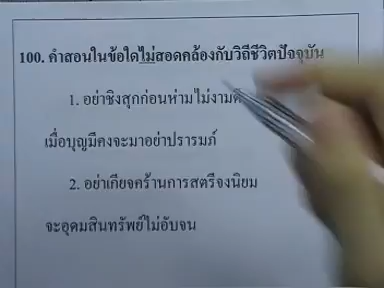 100. คำสอนในข้อใดไม่สอดคล้องกับวิถีชีวิตปัจจุบัน
1. อย่าชิงสุกก่อนห่ามไม่งามดี
เมื่อบุญมีคงจะมาอย่าปรารมภ์
2. อย่าเกียจคร้านการสตรีจงนิยม
จะอุดมสินทรัพย์ไม่อับจน